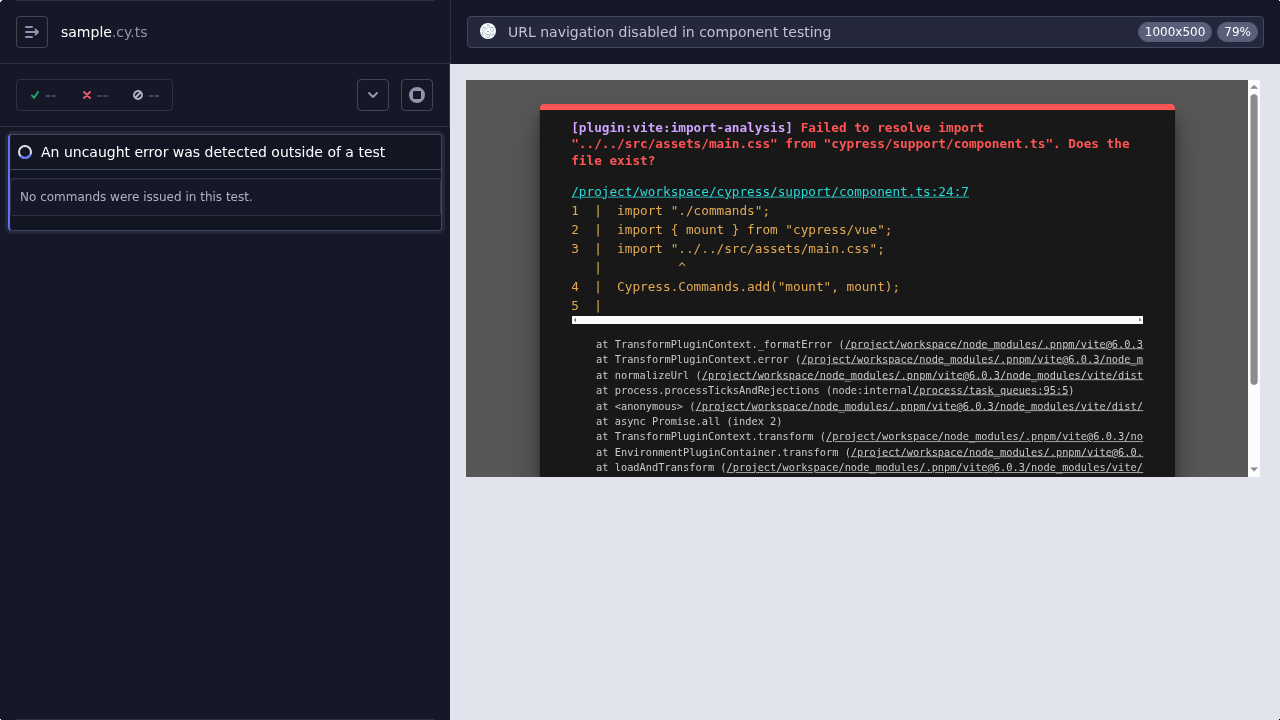 sample.cy.ts
URL navigation disabled in component testing
1000x500
79%
--
--
--
An uncaught error was detected outside of a test
No commands were issued in this test.
[plugin:vite:import-analysis] Failed to resolve import
"../../src/assets/main.css" from "cypress/support/component.ts". Does the
file exist?
/project/workspace/cypress/support/component.ts:24:7
1  |  import "./commands";
2  |  import { mount } from "cypress/vue";
3  |  import "../../src/assets/main.css";
   |          ^
4  |  Cypress.Commands.add("mount", mount);
5  |
at TransformPluginContext._formatError (/project/workspace/node_modules/.pnpm/vite@6.0.3
at TransformPluginContext.error (/project/workspace/node_modules/.pnpm/vite@6.0.3/node_m
at normalizeUrl (/project/workspace/node_modules/.pnpm/vite@6.0.3/node_modules/vite/dist
at process.processTicksAndRejections (node:internal/process/task_queues:95:5)
at <anonymous> (/project/workspace/node_modules/.pnpm/vite@6.0.3/node_modules/vite/dist/
at async Promise.all (index 2)
at TransformPluginContext.transform (/project/workspace/node_modules/.pnpm/vite@6.0.3/no
at EnvironmentPluginContainer.transform (/project/workspace/node_modules/.pnpm/vite@6.0.
at loadAndTransform (/project/workspace/node_modules/.pnpm/vite@6.0.3/node_modules/vite/